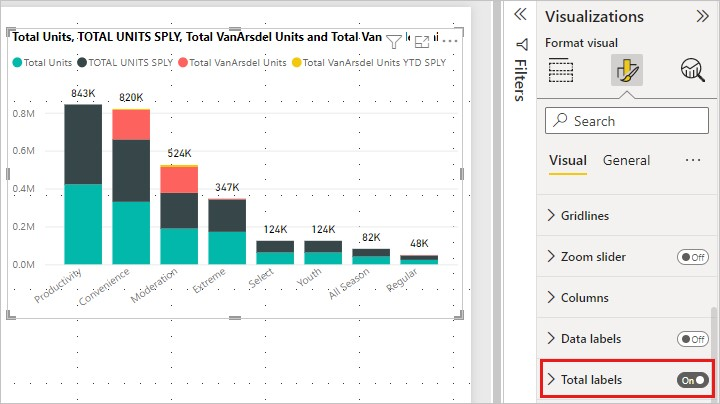 Total Units, TOTAL UNITS SPLY, Total VanArsdel Units and Total Van
Total Units TOTAL UNITS SPLY Total VanArsdel Units Total VanArsdel Units YTD SPLY
0.8M
0.6M
0.4M
0.2M
0.0M
843K
820K
524K
347K
124K
124K
82K
48K
Productivity
Convenience
Moderation
Extreme
Select
Youth
All Season
Regular
Filters
Visualizations
Format visual
Search
Visual General
Gridlines
Zoom slider Off
Columns
Data labels Off
Total labels On